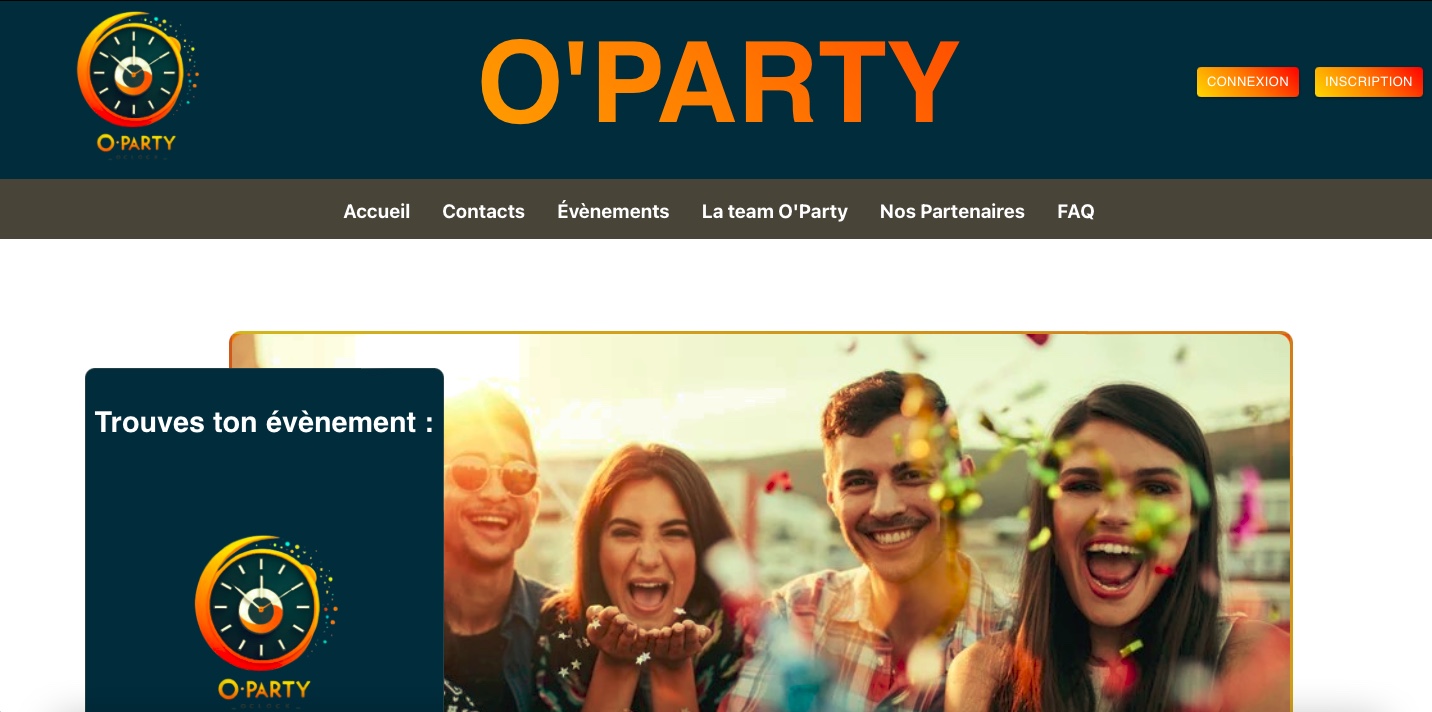 O'PARTY
O·PARTY
CONNEXION
INSCRIPTION
Accueil
Contacts
Évènements
La team O'Party
Nos Partenaires
FAQ
Trouves ton évènement :
O·PARTY